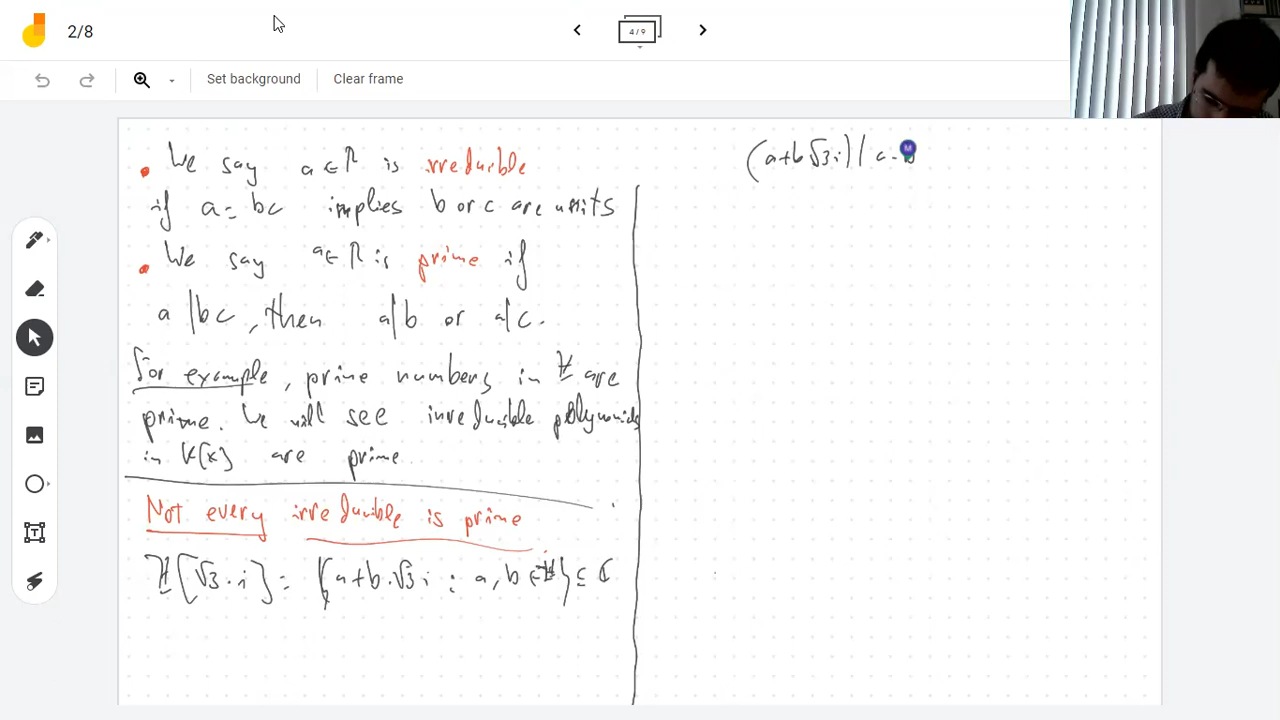 2/8
4/9
Set background
Clear frame
• We say a ∈ R is irreducible
if a = bc implies b or c are units
• We say a ∈ R is prime if
a | bc, then a|b or a|c.
For example, prime numbers in ℤ are
prime. We will see irreducible polynomials
in K[x] are prime
Not every irreducible is prime
ℤ[√3·i] = {a+b·√3i : a, b ∈ ℤ} ⊆ ℂ
(a+b√3i) (a-
M